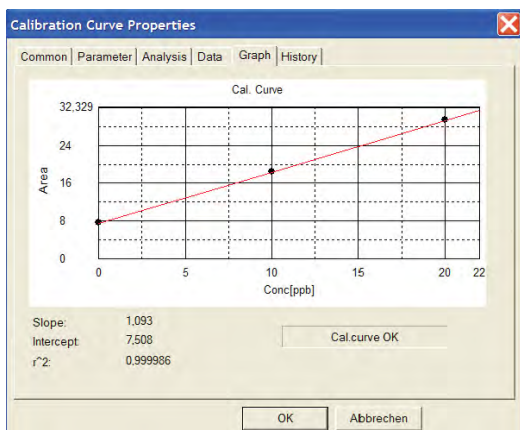 Calibration Curve Properties
Common Parameter Analysis Data Graph History
Cal. Curve
32,329
24
16
8
0
Area
0 5 10 15 20 22
Conc[ppb]
Slope: 1,093
Intercept: 7,508
r^2: 0,999986
Cal.curve OK
OK Abbrechen